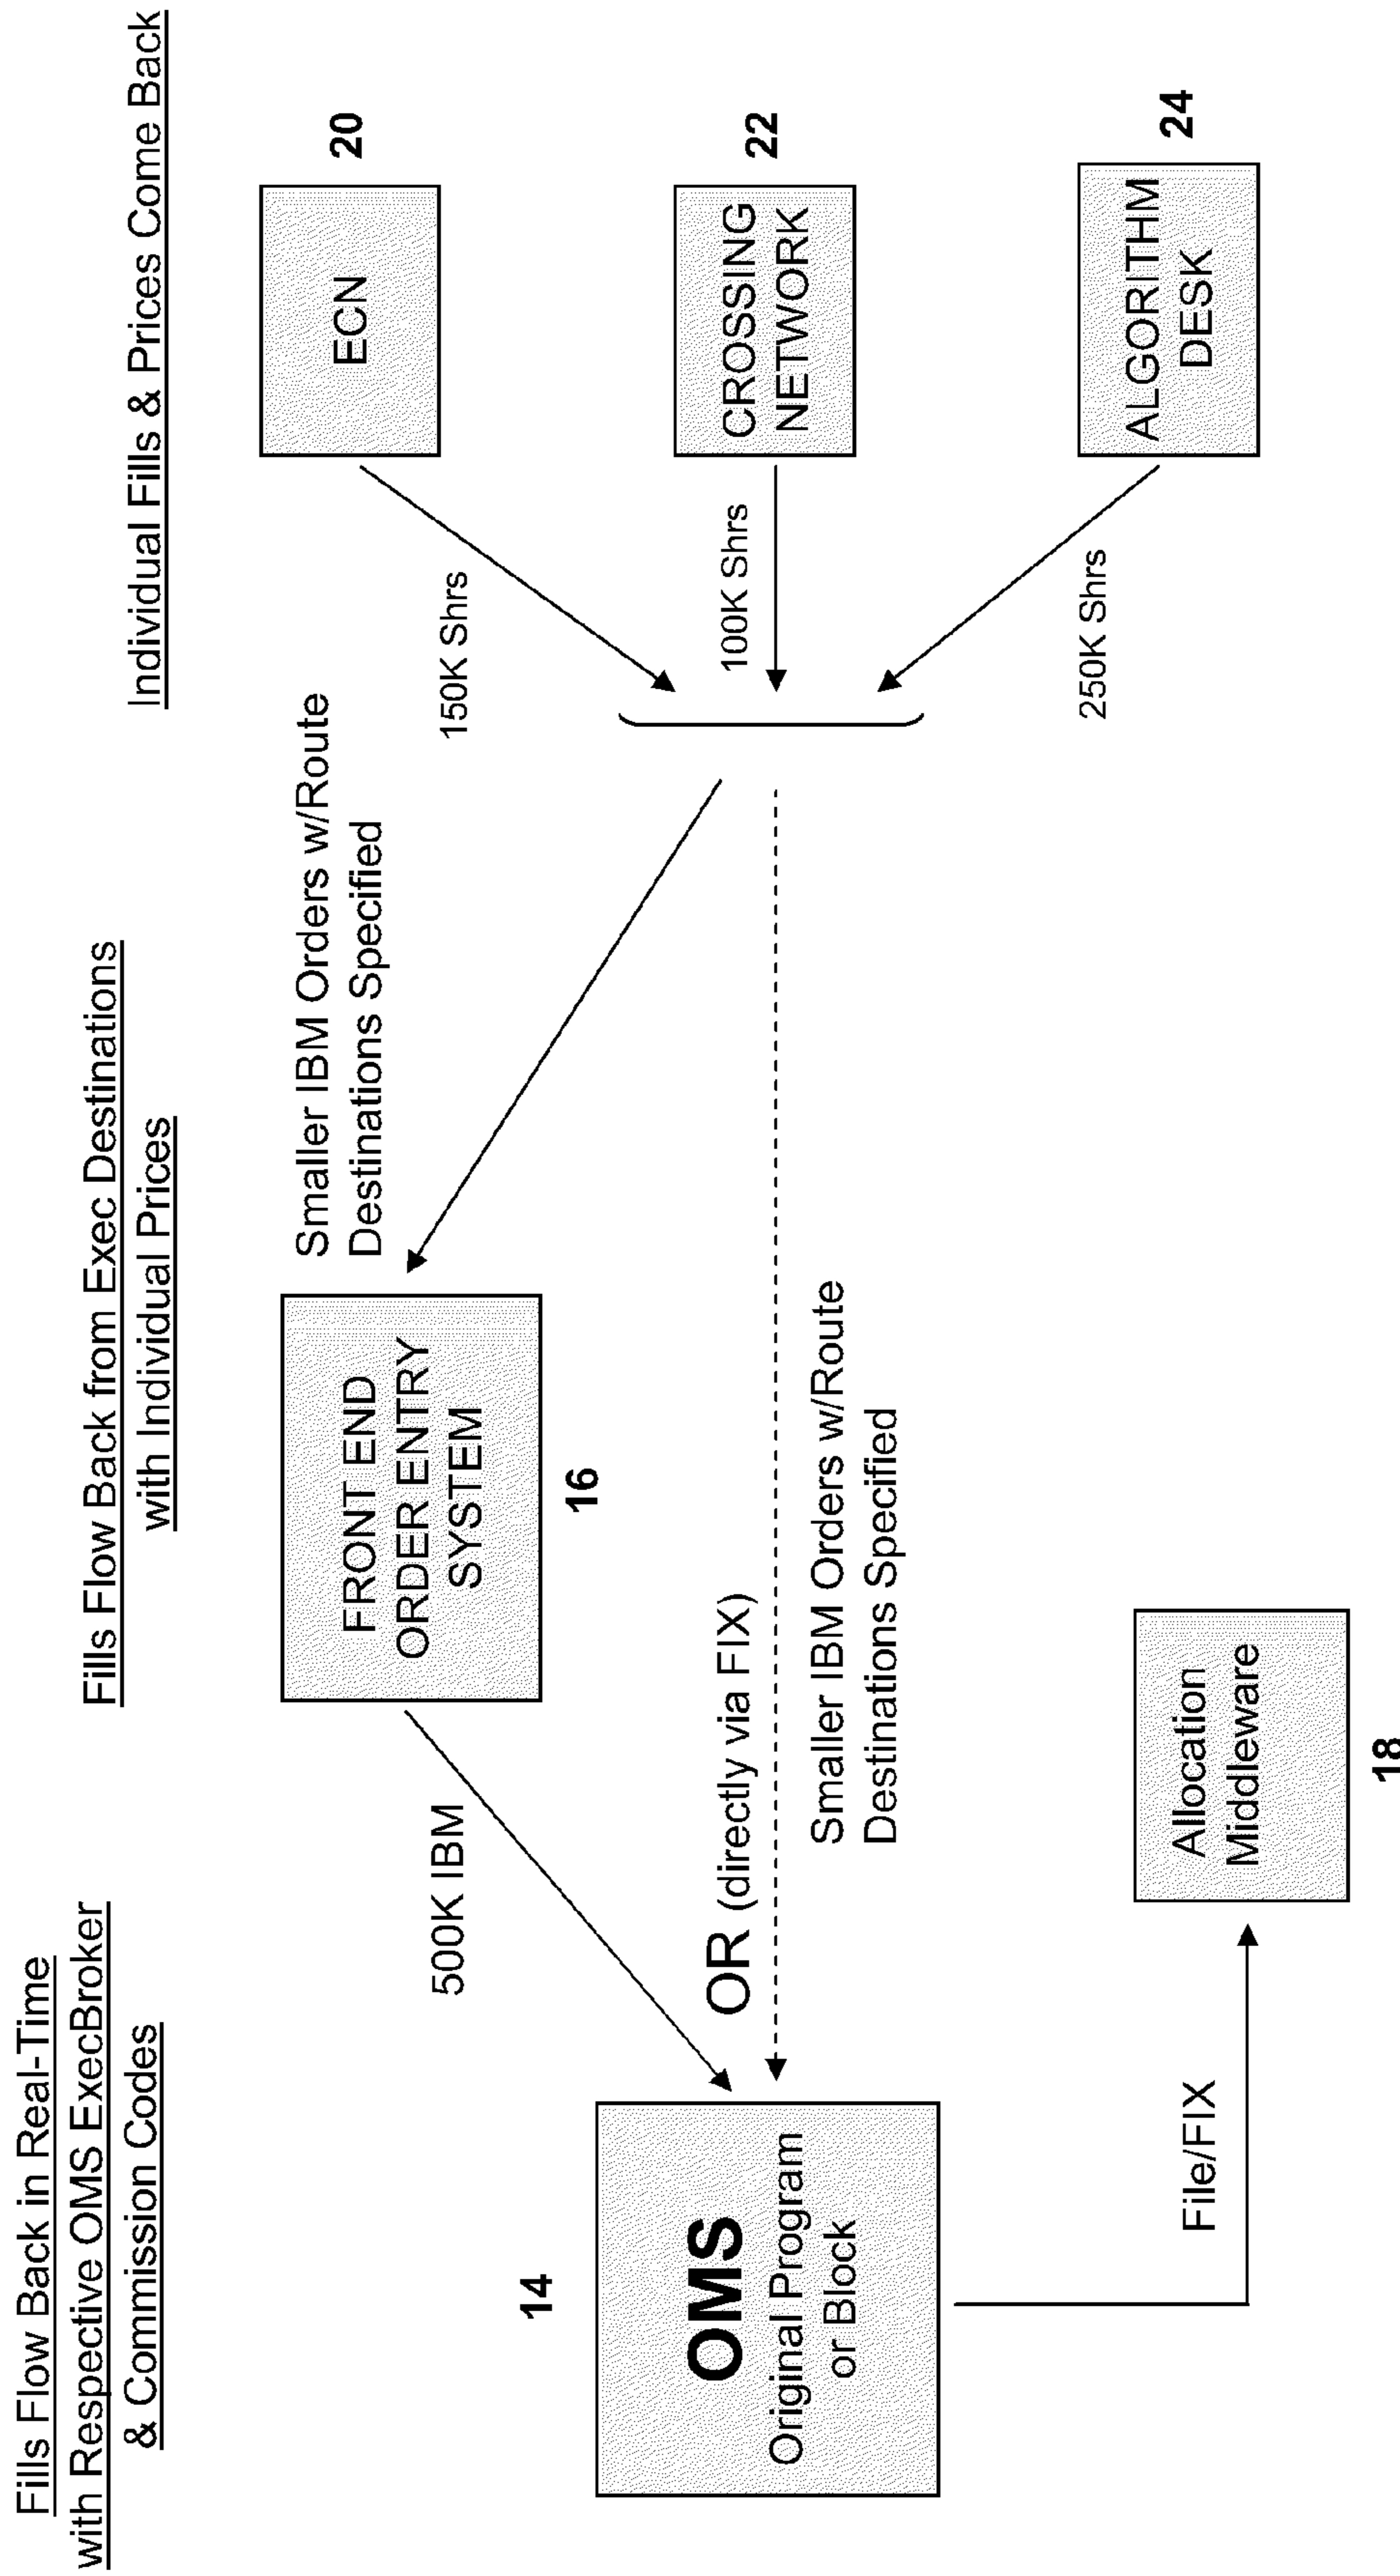 Fills Flow Back in Real-Time
with Respective OMS ExecBroker
& Commission Codes
Fills Flow Back from Exec Destinations
with Individual Prices
Individual Fills & Prices Come Back
14
OMS
Original Program
or Block
500K IBM
OR (directly via FIX)
File/FIX
Allocation
Middleware
18
FRONT END
ORDER ENTRY
SYSTEM
16
Smaller IBM Orders w/Route
Destinations Specified
Smaller IBM Orders w/Route
Destinations Specified
150K Shrs
100K Shrs
250K Shrs
ECN
20
CROSSING
NETWORK
22
ALGORITHM
DESK
24